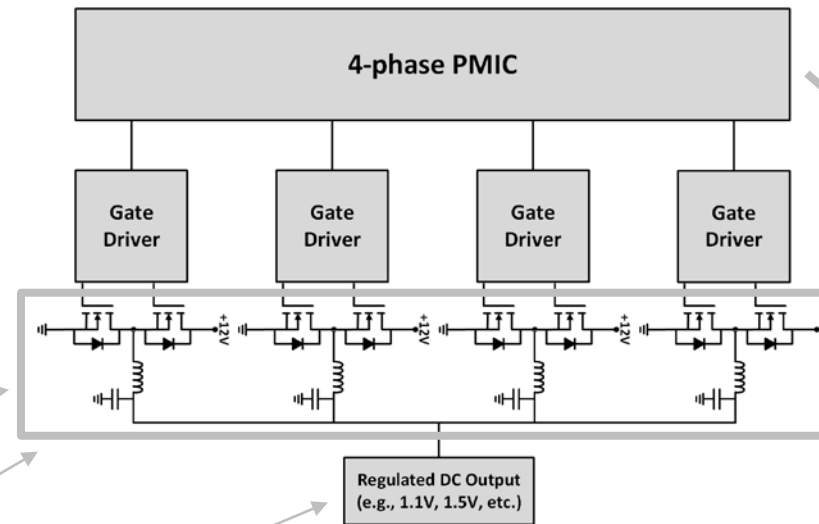 4-phase PMIC
Gate
Driver
Gate
Driver
Gate
Driver
Gate
Driver
+12V
+12V
+12V
Regulated DC Output
(e.g., 1.1V, 1.5V, etc.)